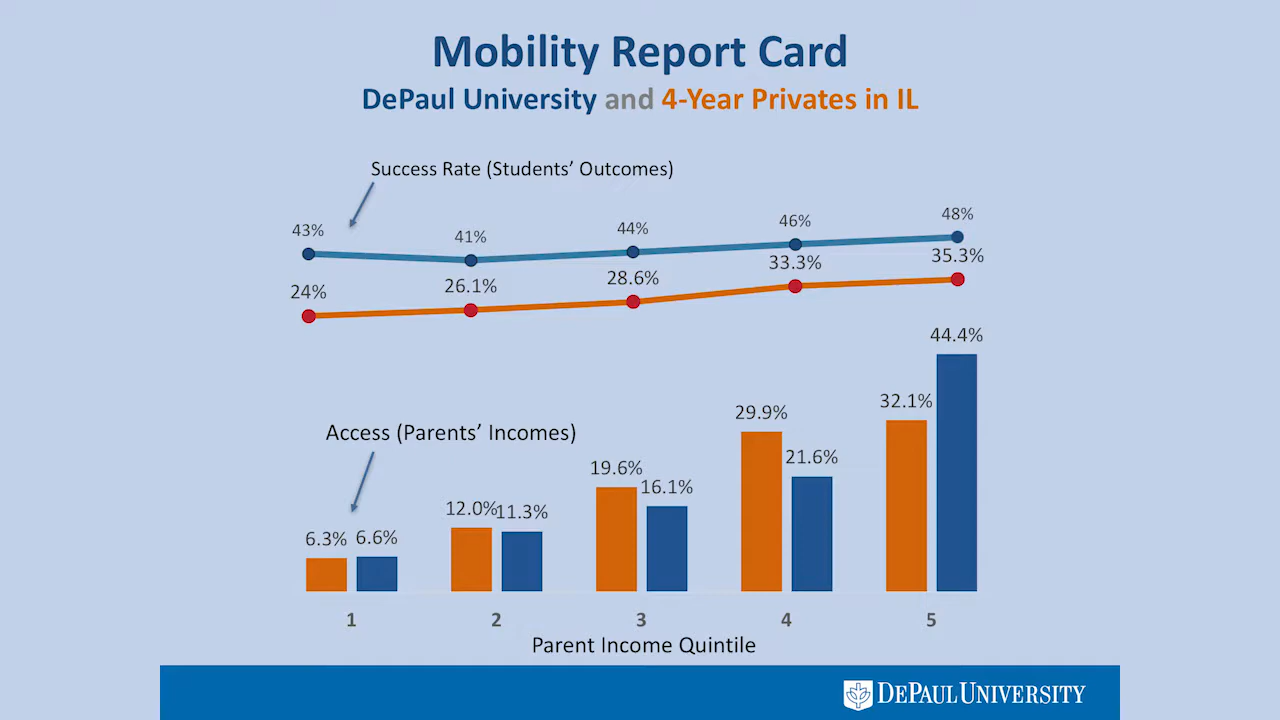 Mobility Report Card
DePaul University and 4-Year Privates in IL
Success Rate (Students’ Outcomes)
43%
41%
44%
46%
48%
24%
26.1%
28.6%
33.3%
35.3%
Access (Parents’ Incomes)
6.3%
6.6%
12.0%
11.3%
19.6%
16.1%
29.9%
21.6%
32.1%
44.4%
1 2 3 4 5
Parent Income Quintile
DEPAUL UNIVERSITY